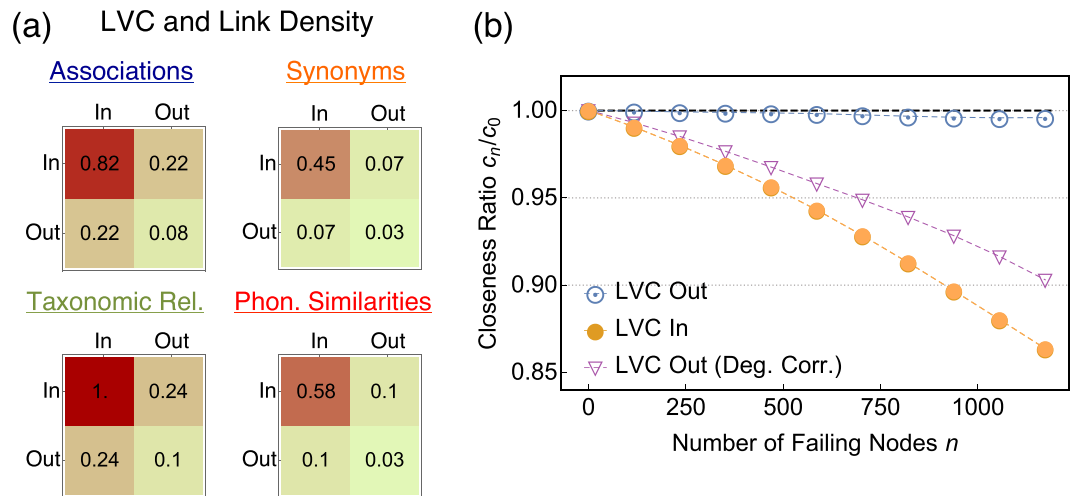 (a) LVC and Link Density
Associations
In Out
In 0.82 0.22
Out 0.22 0.08
Synonyms
In Out
In 0.45 0.07
Out 0.07 0.03
Taxonomic Rel.
In Out
In 1. 0.24
Out 0.24 0.1
Phon. Similarities
In Out
In 0.58 0.1
Out 0.1 0.03
(b)
Closeness Ratio cₙ/c₀
1.00
0.95
0.90
0.85
LVC Out
LVC In
LVC Out (Deg. Corr.)
0 250 500 750 1000
Number of Failing Nodes n